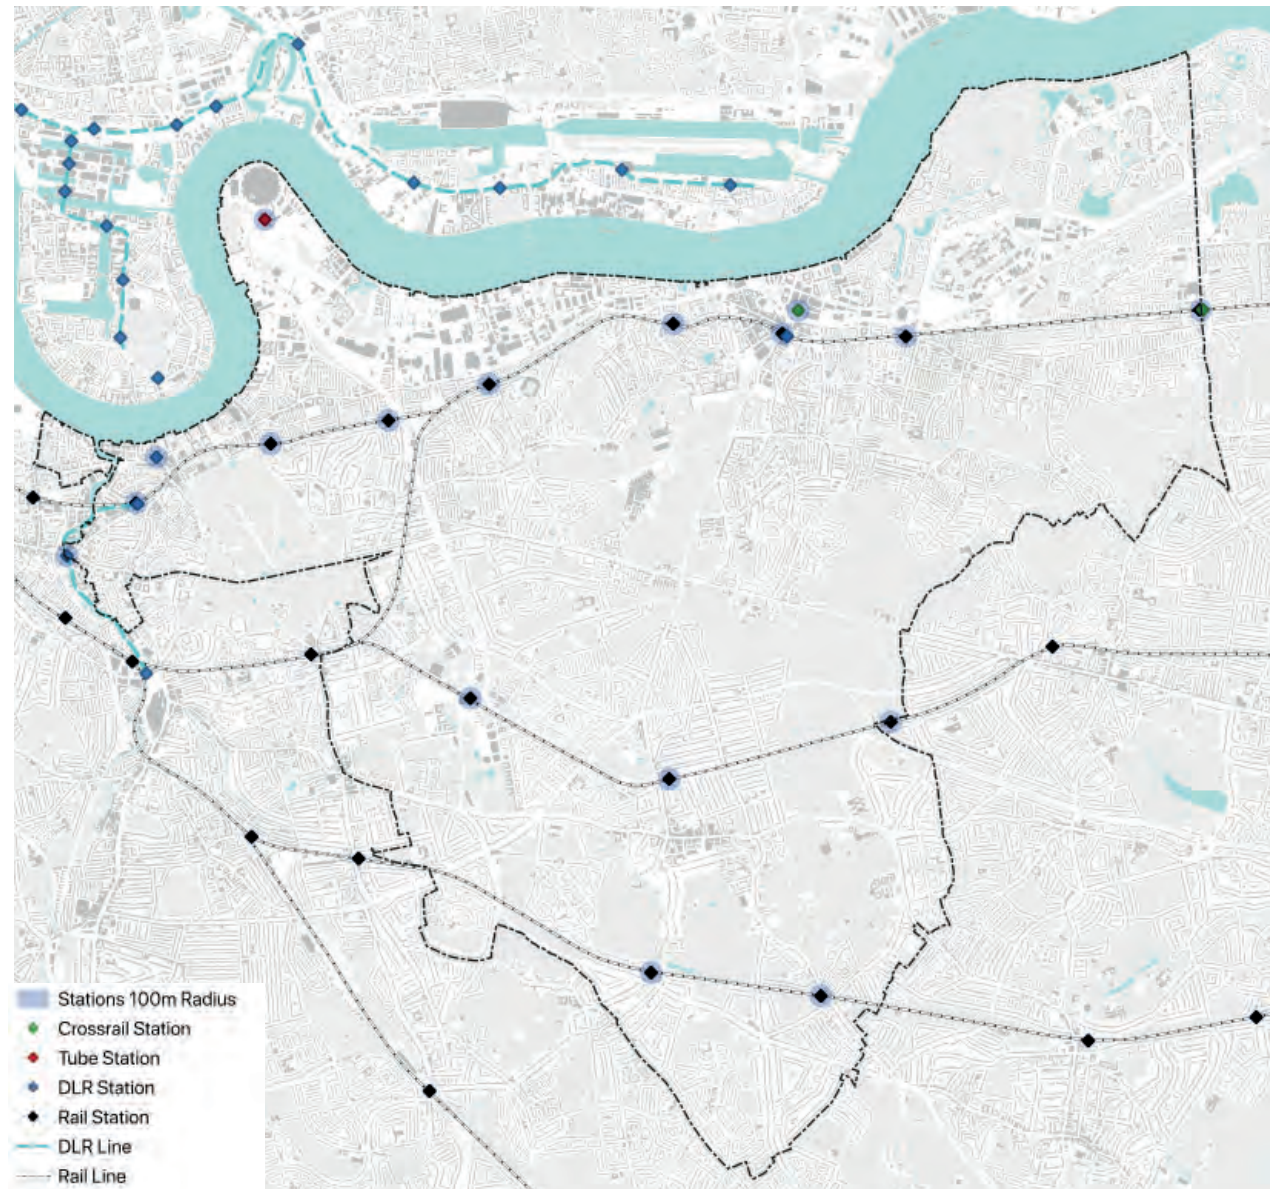 Stations 100m Radius
Crossrail Station
Tube Station
DLR Station
Rail Station
DLR Line
Rail Line